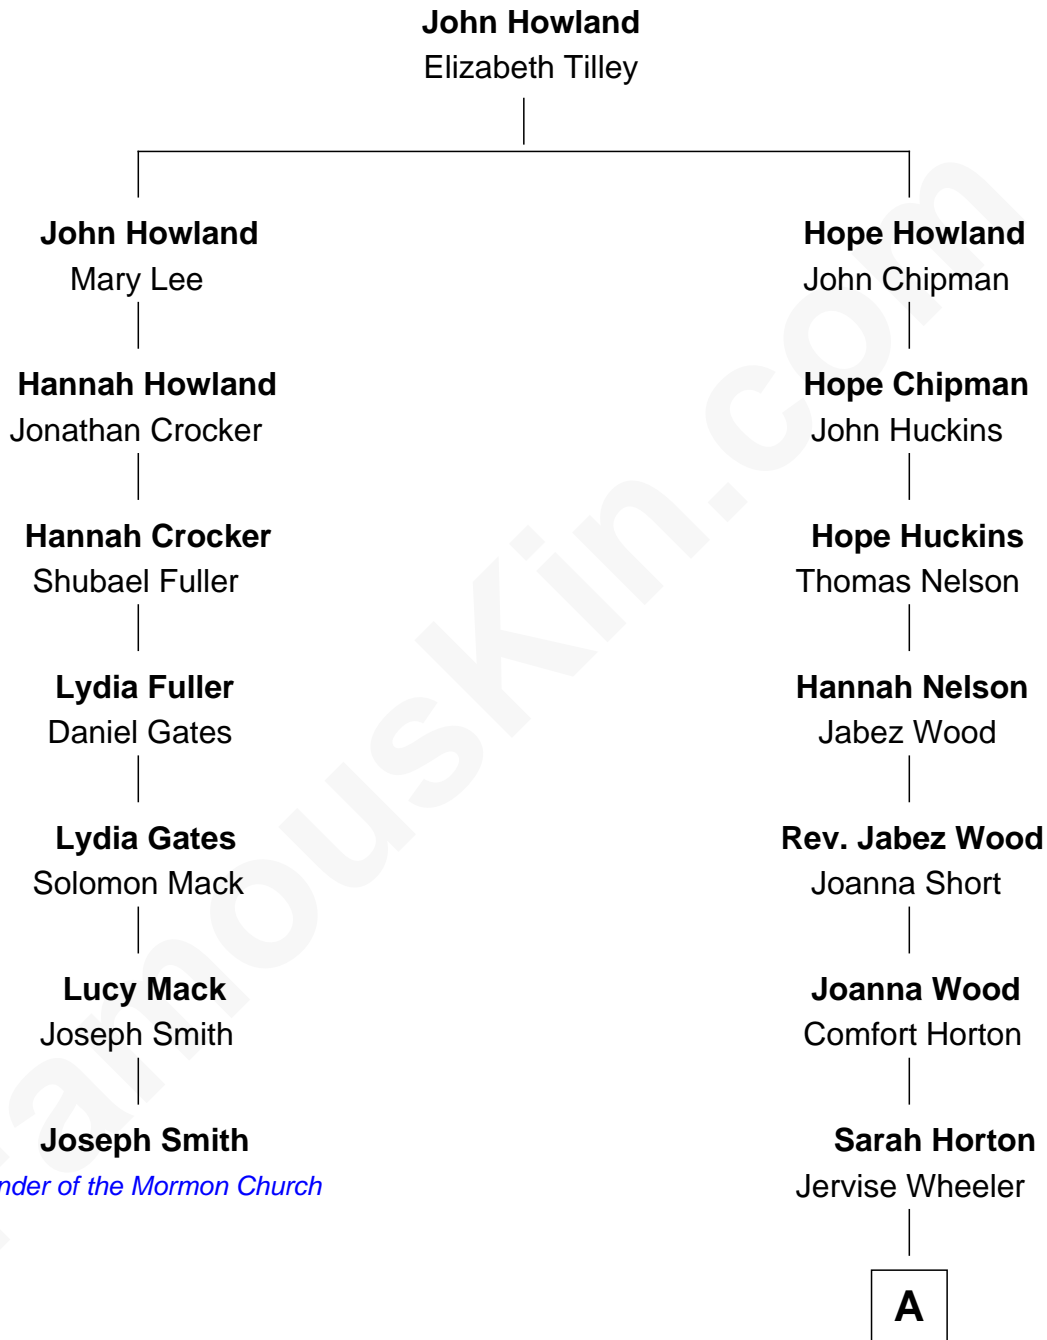 John Howland
Elizabeth Tilley
John Howland
Mary Lee
Hope Howland
John Chipman
Hannah Howland
Jonathan Crocker
Hope Chipman
John Huckins
Hannah Crocker
Shubael Fuller
Hope Huckins
Thomas Nelson
Lydia Fuller
Daniel Gates
Hannah Nelson
Jabez Wood
Lydia Gates
Solomon Mack
Rev. Jabez Wood
Joanna Short
Lucy Mack
Joseph Smith
Joanna Wood
Comfort Horton
Joseph Smith
nder of the Mormon Church
Sarah Horton
Jervise Wheeler
A
FamousKin.com